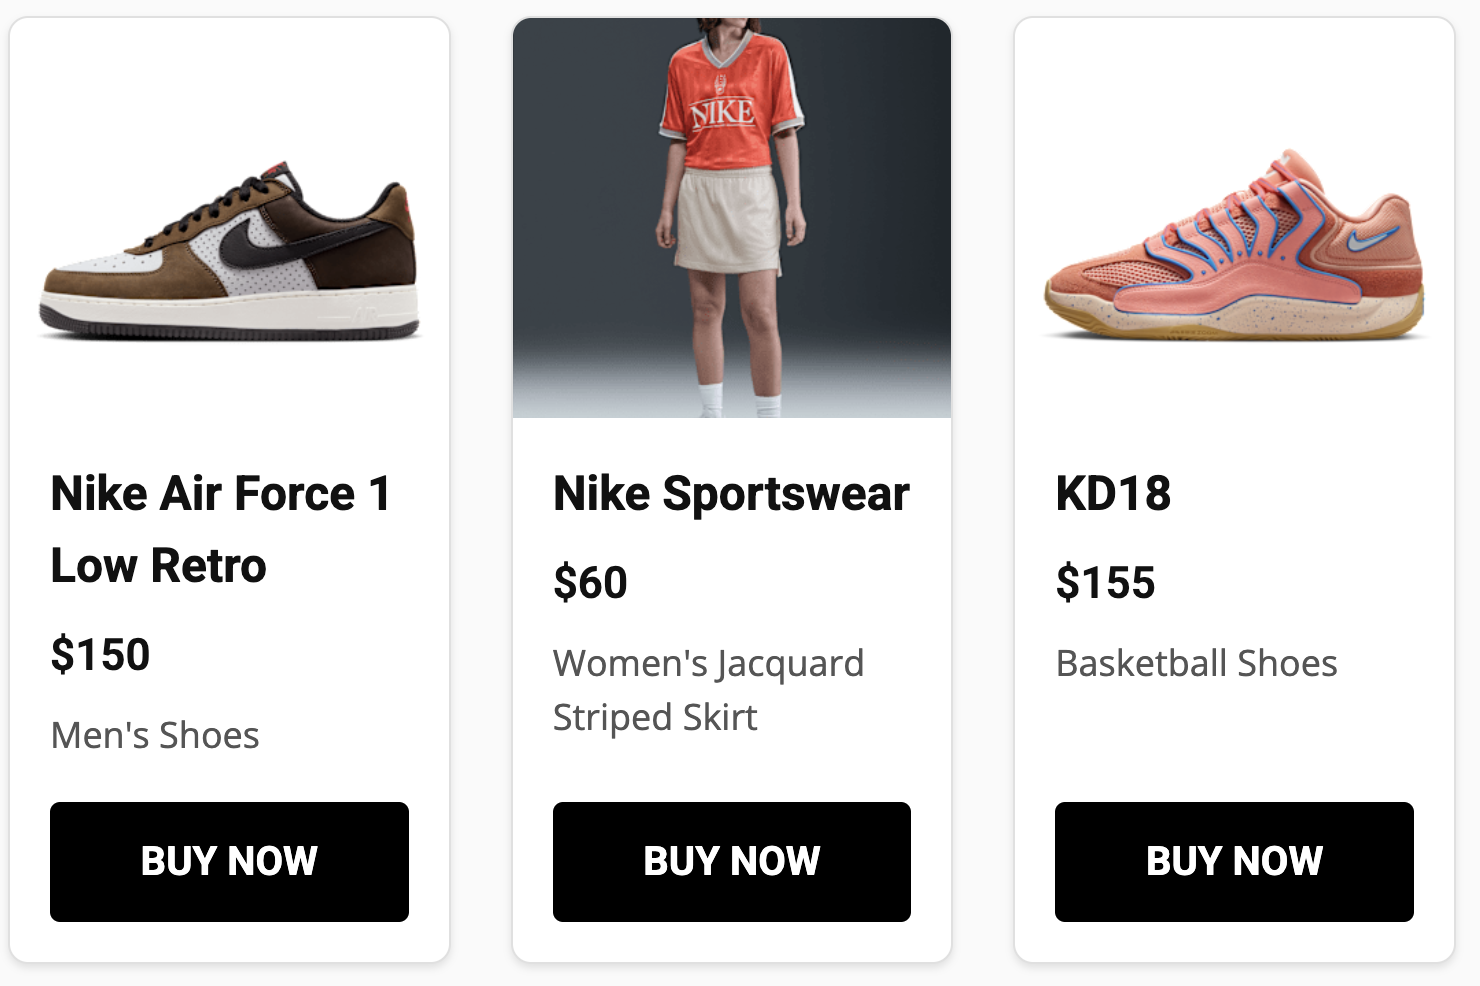 NIKE
Nike Air Force 1
Low Retro
$150
Men's Shoes
BUY NOW
Nike Sportswear
$60
Women's Jacquard
Striped Skirt
BUY NOW
KD18
$155
Basketball Shoes
BUY NOW